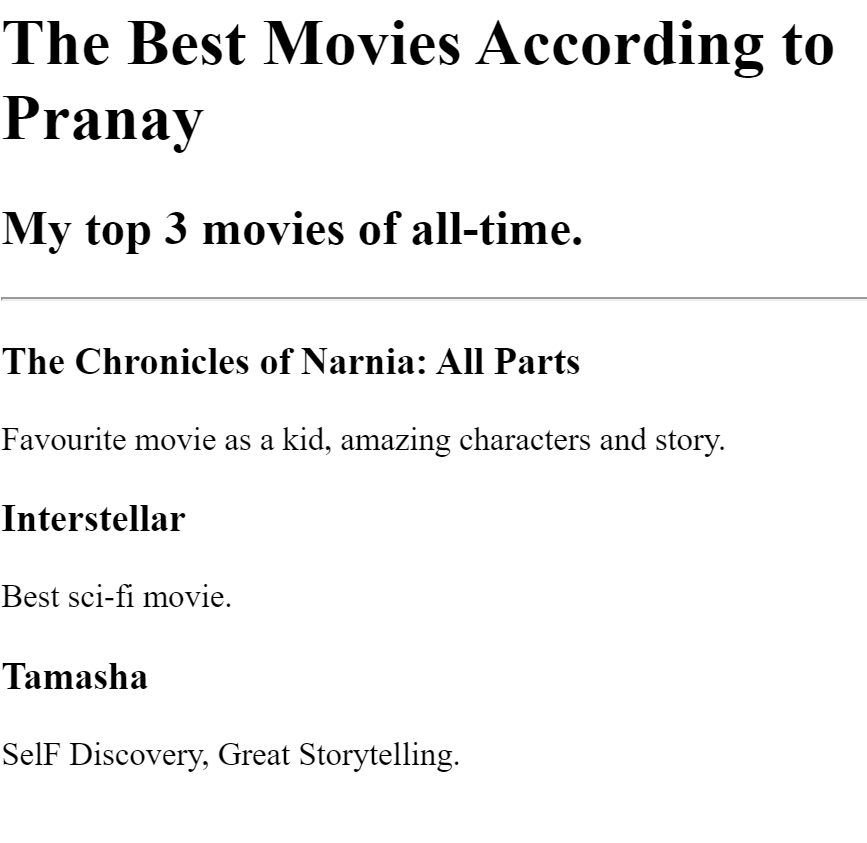 The Best Movies According to
Pranay
My top 3 movies of all-time.
The Chronicles of Narnia: All Parts
Favourite movie as a kid, amazing characters and story.
Interstellar
Best sci-fi movie.
Tamasha
SelF Discovery, Great Storytelling.